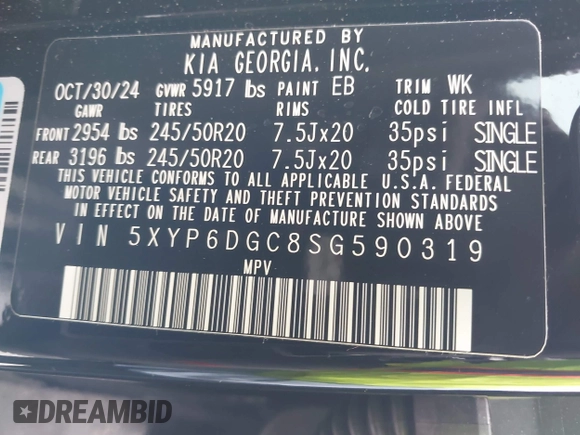 MANUFACTURED BY
KIA GEORGIA, INC.
OCT/30/24 GVWR 5917 lbs PAINT EB TRIM WK
GAWR TIRES RIMS COLD TIRE INFL
FRONT 2954 lbs 245/50R20 7.5Jx20 35psi SINGLE
REAR 3196 lbs 245/50R20 7.5Jx20 35psi SINGLE
THIS VEHICLE CONFORMS TO ALL APPLICABLE U.S.A. FEDERAL
MOTOR VEHICLE SAFETY AND THEFT PREVENTION STANDARDS
IN EFFECT ON THE DATE OF MANUFACTURE SHOWN ABOVE.
VIN 5XYP6DGC8SG590319
MPV
DREAMBID